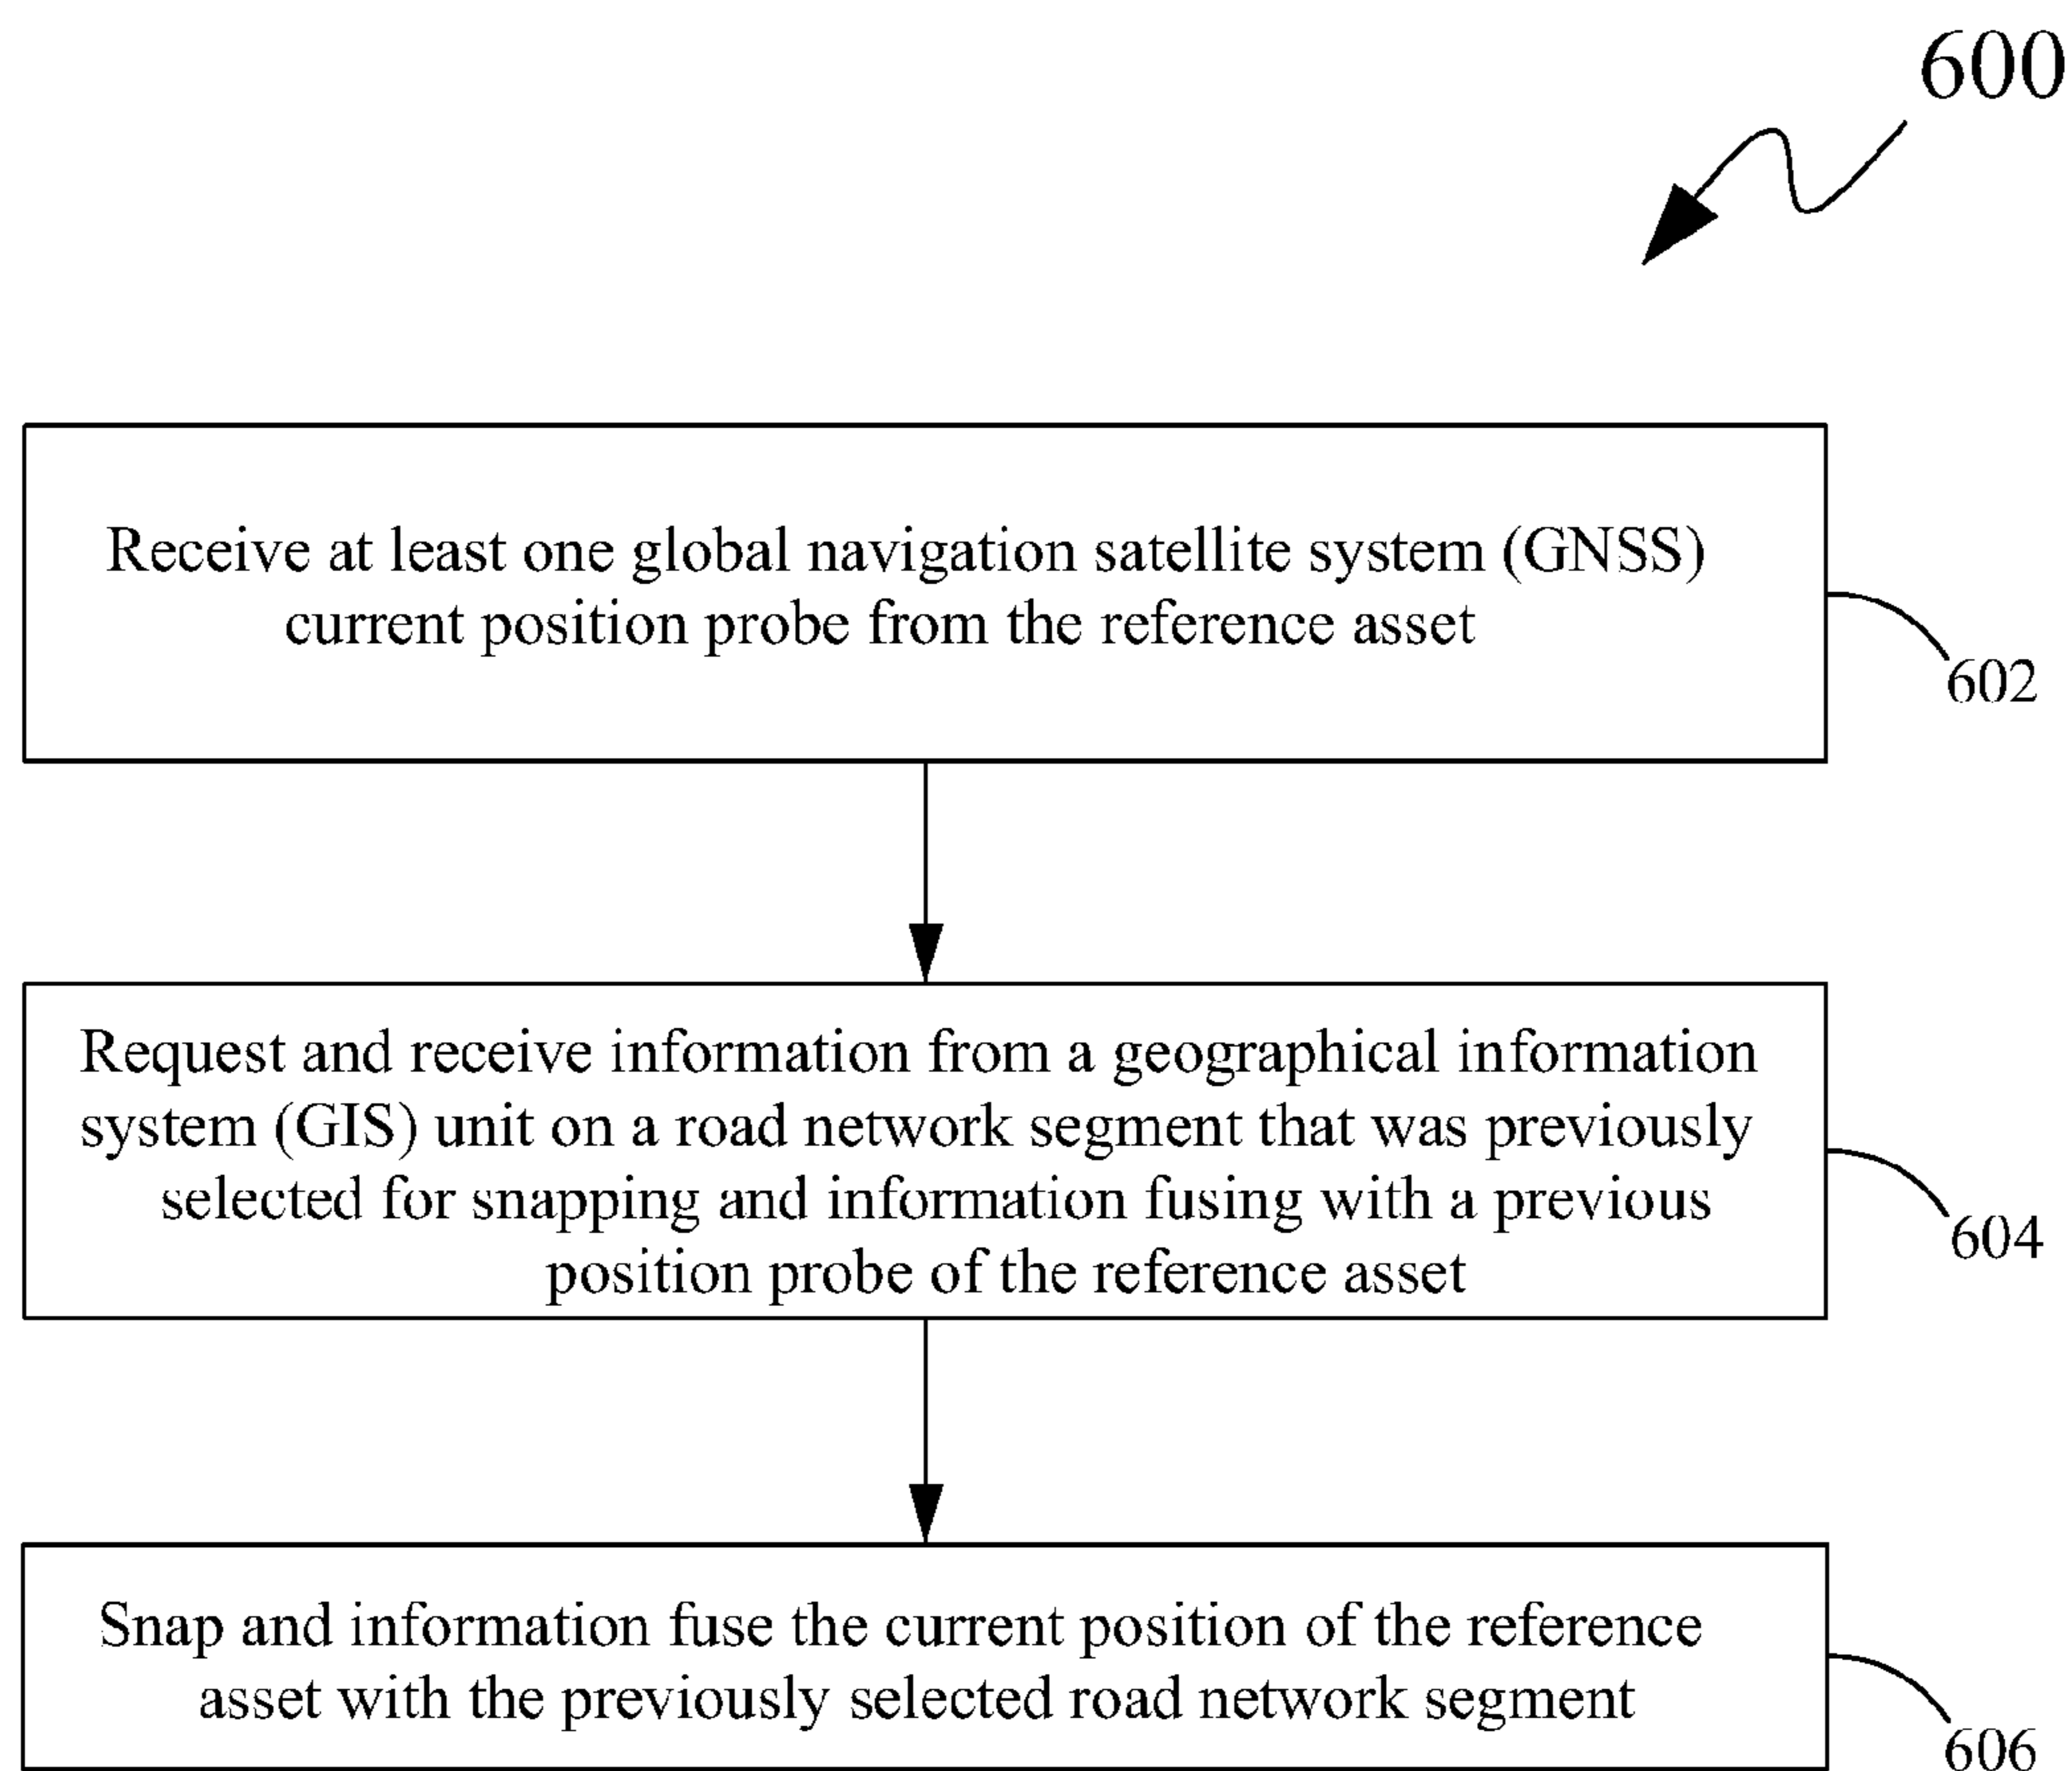 600
Receive at least one global navigation satellite system (GNSS)
current position probe from the reference asset
602
Request and receive information from a geographical information
system (GIS) unit on a road network segment that was previously
selected for snapping and information fusing with a previous
position probe of the reference asset
604
Snap and information fuse the current position of the reference
asset with the previously selected road network segment
606